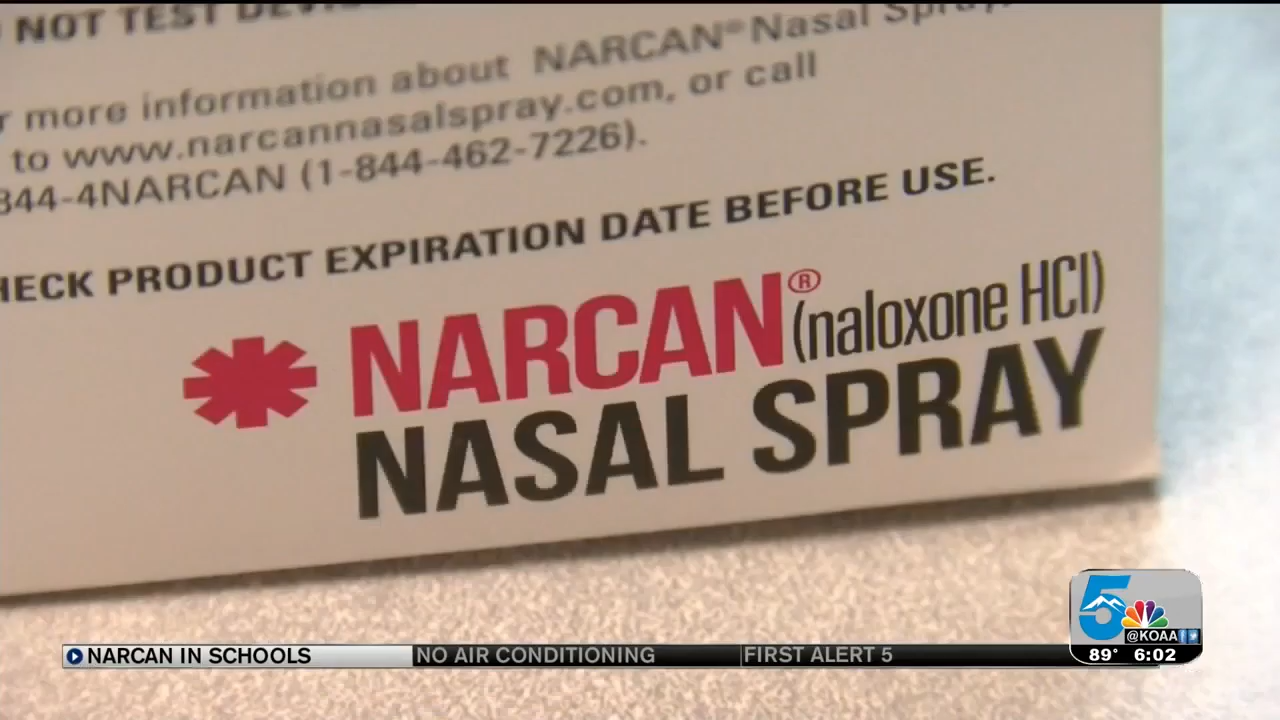 NOT TEST
more information about NARCAN® Nasal Spray,
to www.narcannasalspray.com, or call
844-4NARCAN (1-844-462-7226).
PRODUCT EXPIRATION DATE BEFORE USE.
NARCAN® (naloxone HCl)
NASAL SPRAY
5
@KOAA
NARCAN IN SCHOOLS NO AIR CONDITIONING FIRST ALERT 5
89° 6:02